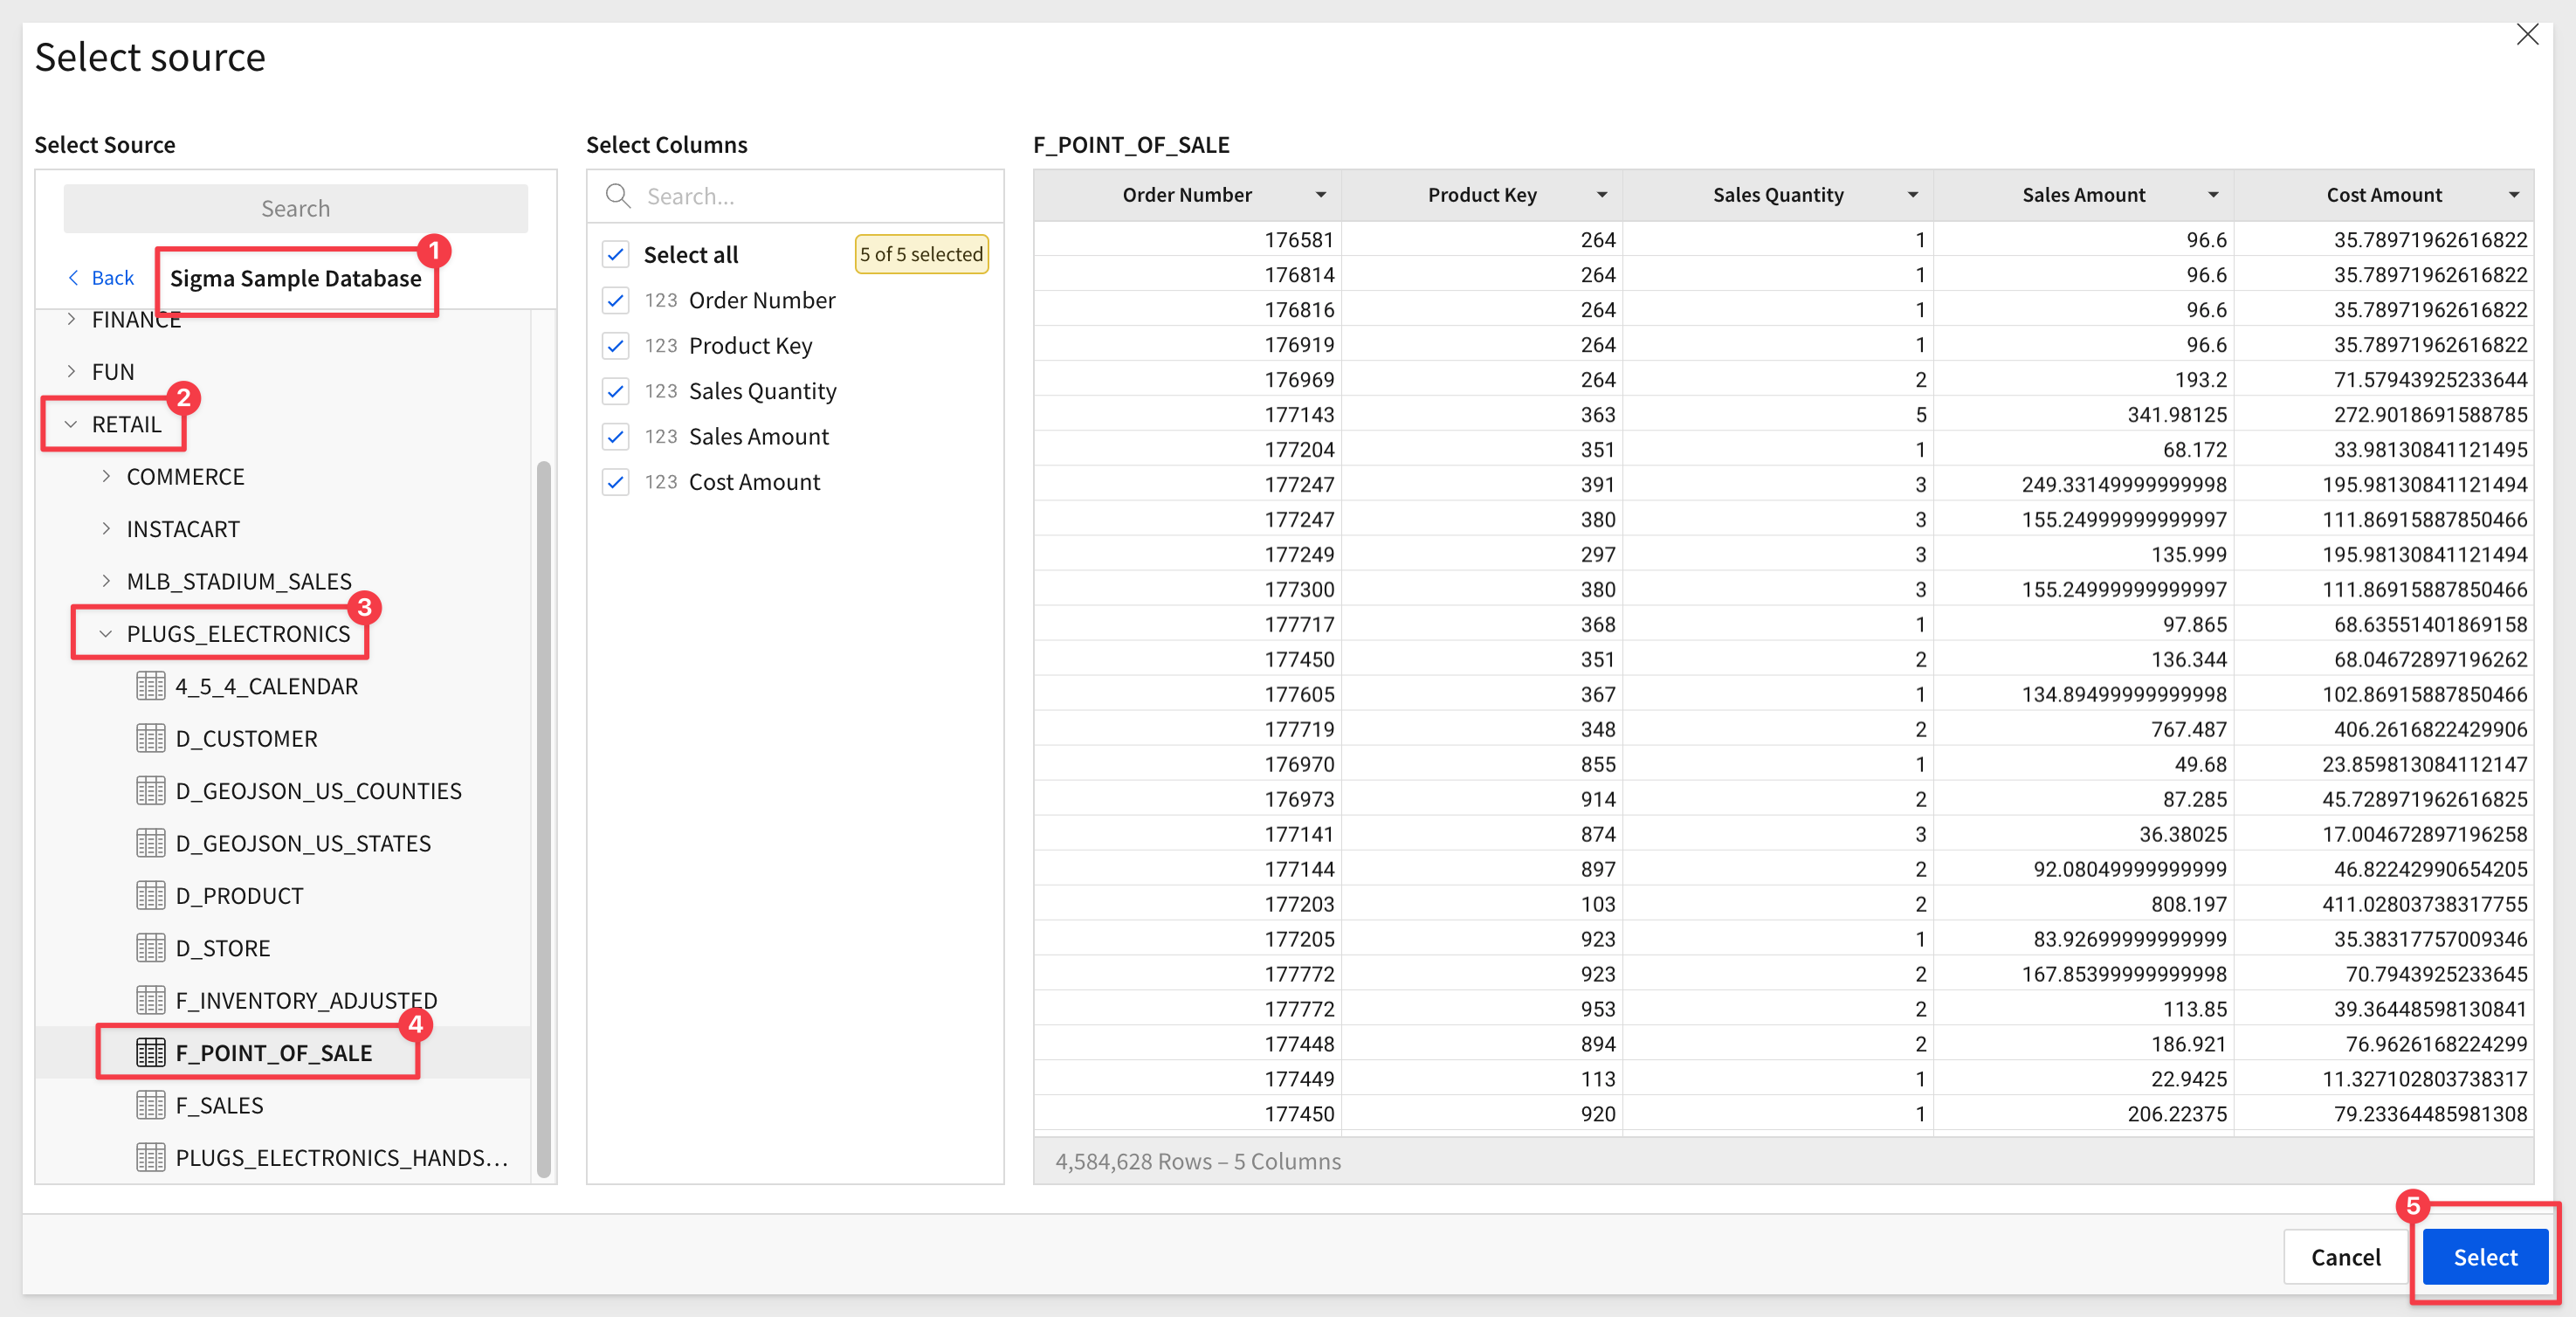 Select source
Select Source
Search
Back
Sigma Sample Database
1
FINANCE
FUN
2
RETAIL
COMMERCE
INSTACART
MLB_STADIUM_SALES
3
PLUGS_ELECTRONICS
4_5_4_CALENDAR
D_CUSTOMER
D_GEOJSON_US_COUNTIES
D_GEOJSON_US_STATES
D_PRODUCT
D_STORE
F_INVENTORY_ADJUSTED
4
F_POINT_OF_SALE
F_SALES
PLUGS_ELECTRONICS_HANDS...
Select Columns
Search...
Select all 5 of 5 selected
123 Order Number
123 Product Key
123 Sales Quantity
123 Sales Amount
123 Cost Amount
F_POINT_OF_SALE
Order Number Product Key Sales Quantity Sales Amount Cost Amount
176581 264 1 96.6 35.78971962616822
176814 264 1 96.6 35.78971962616822
176816 264 1 96.6 35.78971962616822
176919 264 1 96.6 35.78971962616822
176969 264 2 193.2 71.57943925233644
177143 363 5 341.98125 272.9018691588785
177204 351 1 68.172 33.98130841121495
177247 391 3 249.33149999999998 195.98130841121494
177247 380 3 155.24999999999997 111.86915887850466
177249 297 3 135.999 195.98130841121494
177300 380 3 155.24999999999997 111.86915887850466
177717 368 1 97.865 68.63551401869158
177450 351 2 136.344 68.04672897196262
177605 367 1 134.89499999999998 102.86915887850466
177719 348 2 767.487 406.2616822429906
176970 855 1 49.68 23.859813084112147
176973 914 2 87.285 45.728971962616825
177141 874 3 36.38025 17.004672897196258
177144 897 2 92.08049999999999 46.82242990654205
177203 103 2 808.197 411.02803738317755
177205 923 1 83.92699999999999 35.38317757009346
177772 923 2 167.85399999999998 70.7943925233645
177772 953 2 113.85 39.36448598130841
177448 894 2 186.921 76.9626168224299
177449 113 1 22.9425 11.327102803738317
177450 920 1 206.22375 79.23364485981308
4,584,628 Rows – 5 Columns
5
Cancel
Select